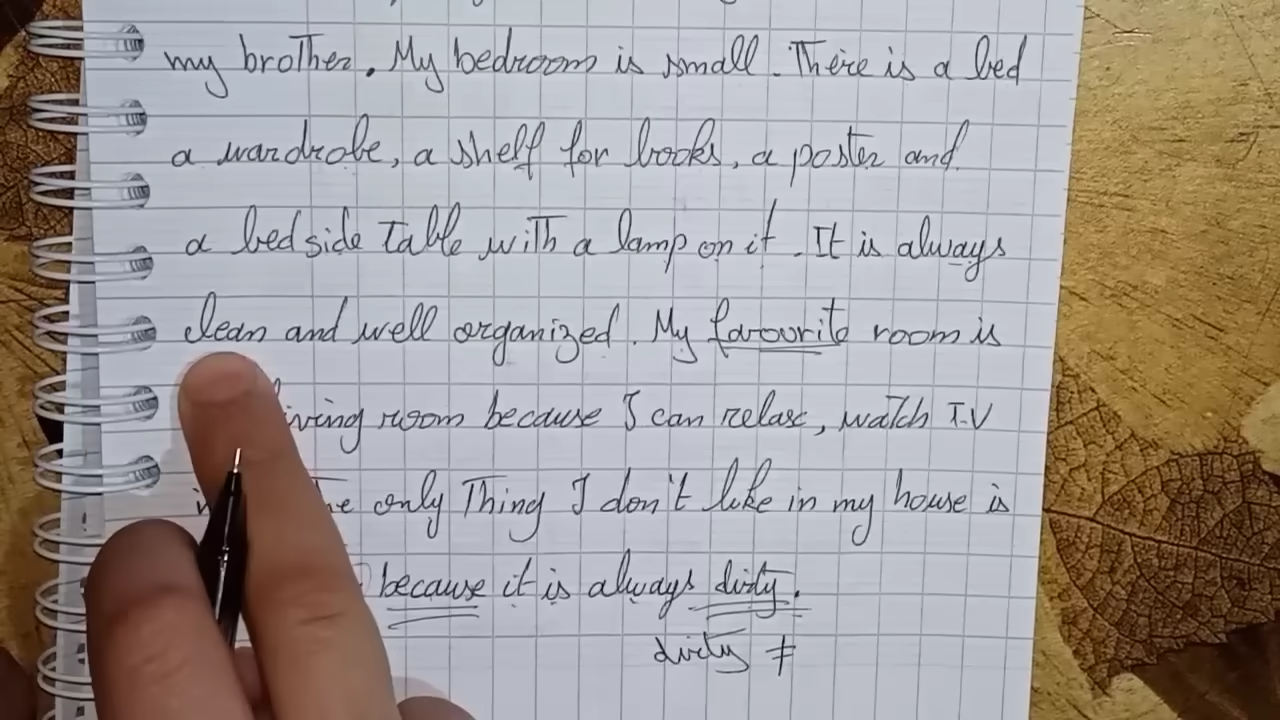 my brother. My bedroom is small. There is a bed
a wardrobe, a shelf for books, a poster and
a bedside table with a lamp on it. It is always
clean and well organized. My favourite room is
living room because I can relax, watch T.V
only Thing I don't like in my house is
because it is always dirty.
dirty ≠